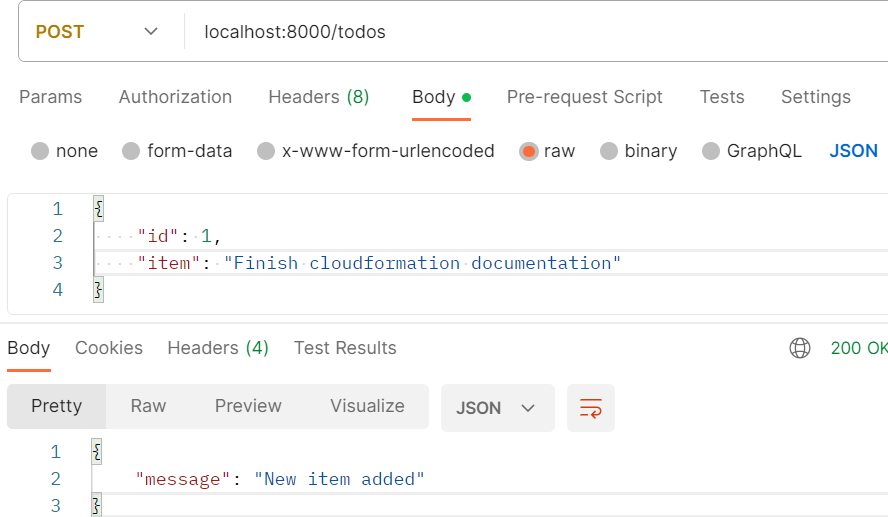 POST localhost:8000/todos
Params Authorization Headers (8) Body Pre-request Script Tests Settings
none form-data x-www-form-urlencoded raw binary GraphQL JSON
1 {
2 "id": 1,
3 "item": "Finish cloudformation documentation"
4 }
Body Cookies Headers (4) Test Results 200 OK
Pretty Raw Preview Visualize JSON
1 {
2 "message": "New item added"
3 }